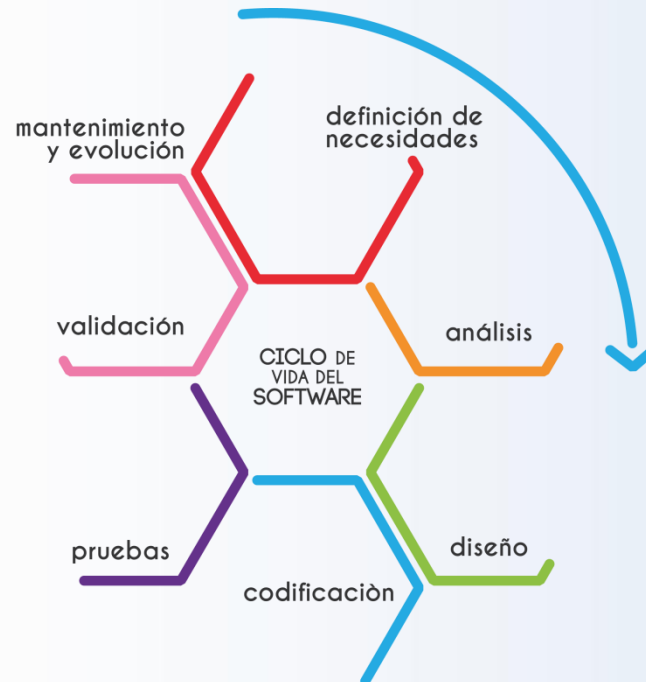 mantenimiento
y evolución
definición de
necesidades
validación
análisis
CICLO DE
VIDA DEL
SOFTWARE
pruebas
diseño
codificaciòn